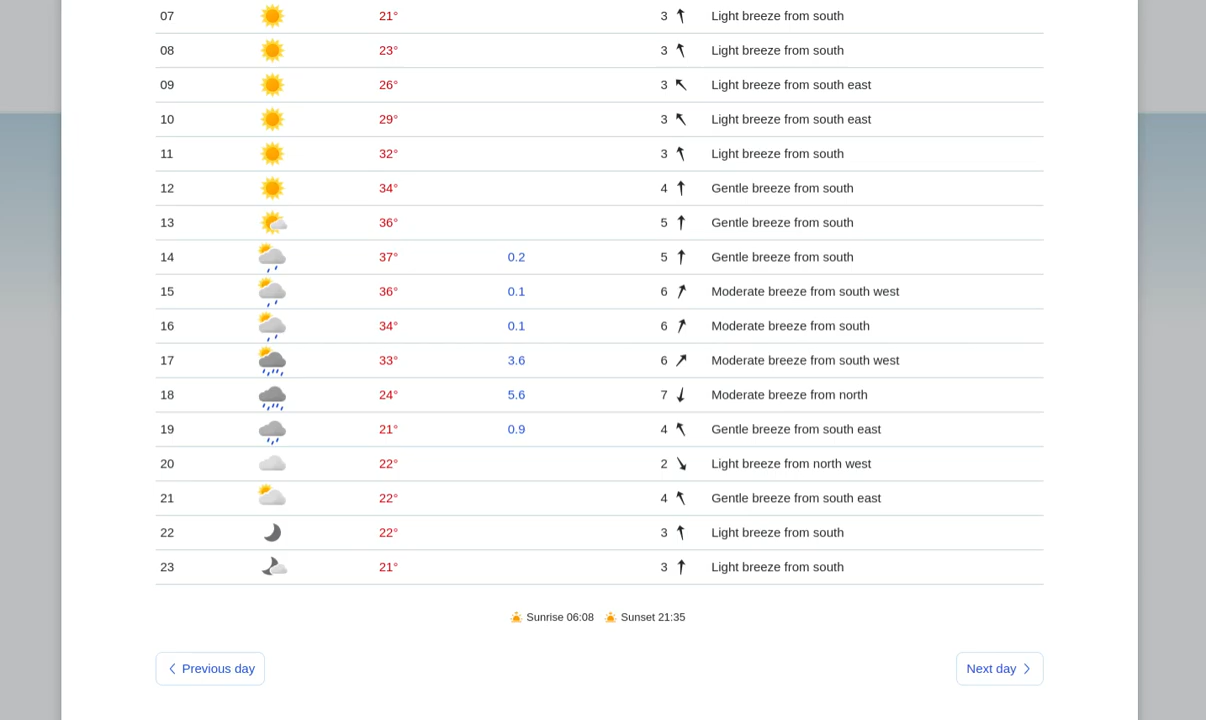 07 21° 3 Light breeze from south
08 23° 3 Light breeze from south
09 26° 3 Light breeze from south east
10 29° 3 Light breeze from south east
11 32° 3 Light breeze from south
12 34° 4 Gentle breeze from south
13 36° 5 Gentle breeze from south
14 37° 0.2 5 Gentle breeze from south
15 36° 0.1 6 Moderate breeze from south west
16 34° 0.1 6 Moderate breeze from south
17 33° 3.6 6 Moderate breeze from south west
18 24° 5.6 7 Moderate breeze from north
19 21° 0.9 4 Gentle breeze from south east
20 22° 2 Light breeze from north west
21 22° 4 Gentle breeze from south east
22 22° 3 Light breeze from south
23 21° 3 Light breeze from south
Sunrise 06:08 Sunset 21:35
Previous day Next day